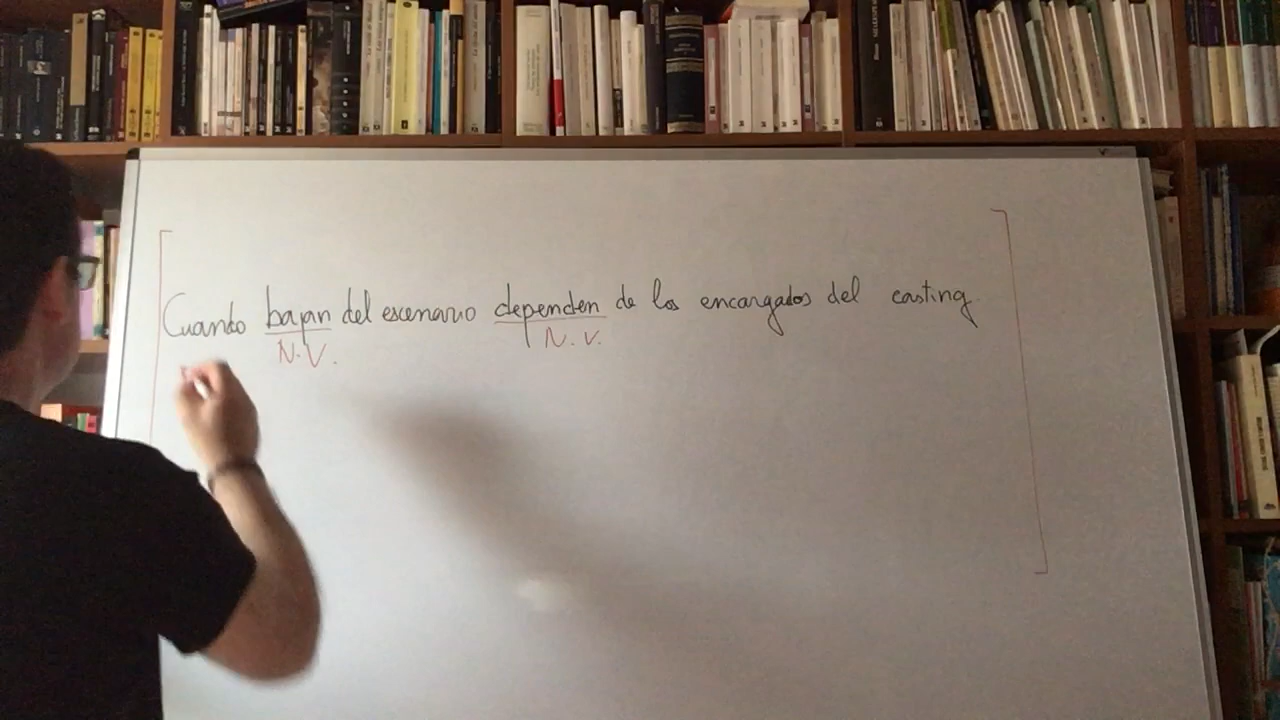 Cuando bajan del escenario dependen de los encargados del casting.
N.V. N.V.